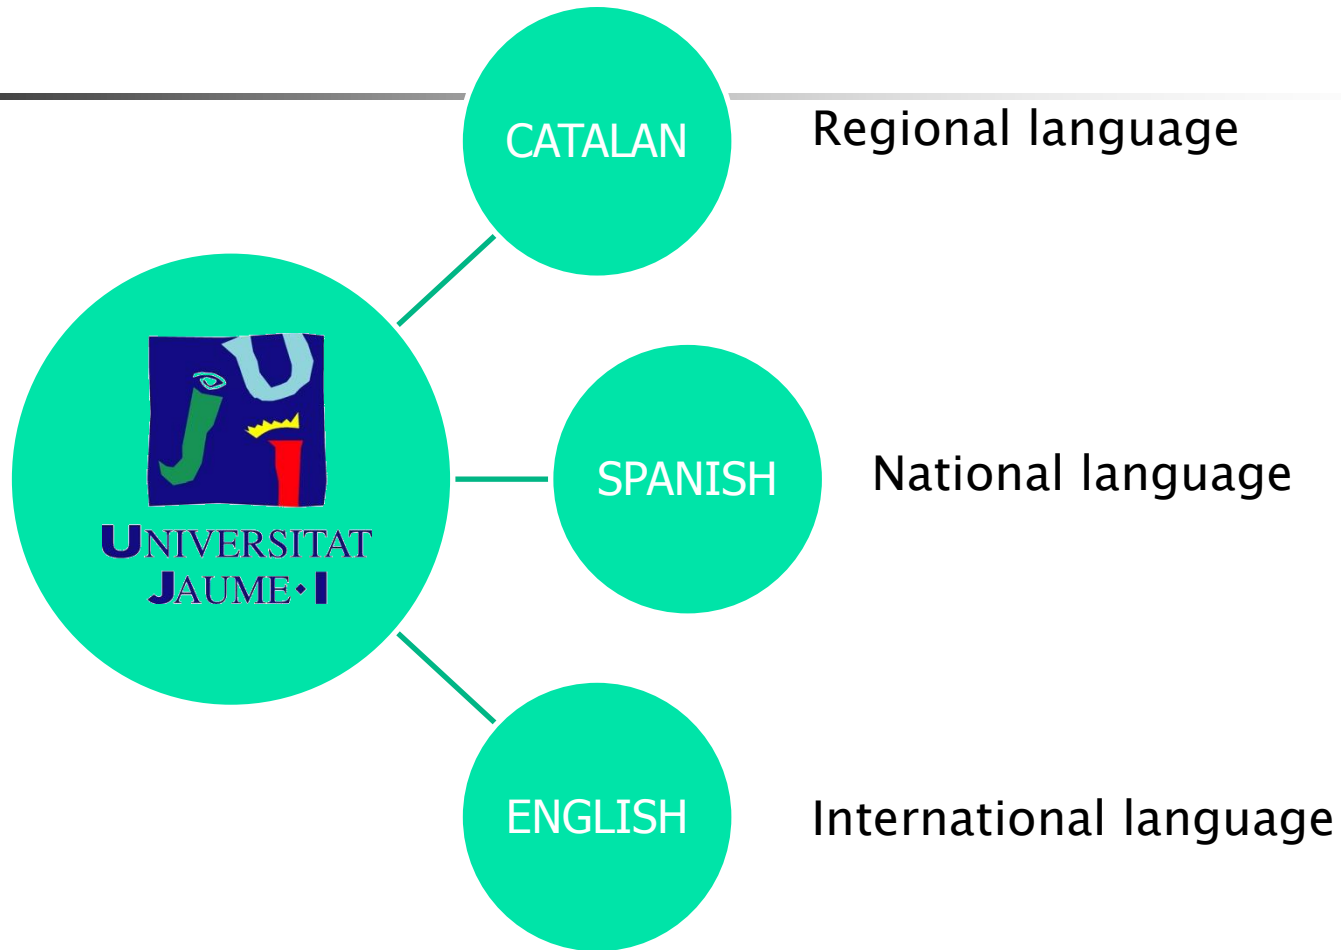 CATALAN
Regional language
UNIVERSITAT
JAUME•I
SPANISH
National language
ENGLISH
International language